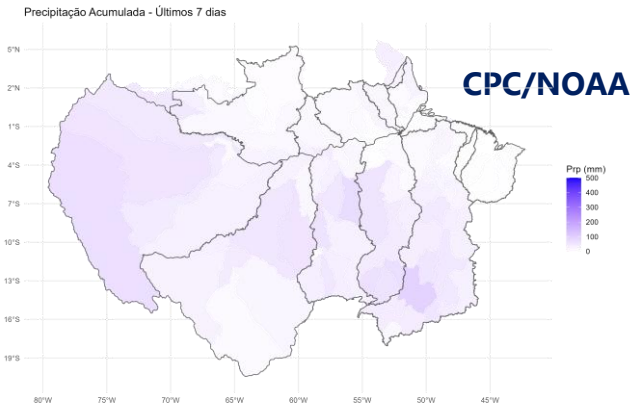 Precipitação Acumulada - Últimos 7 dias
CPC/NOAA
5°N
2°N
1°S
4°S
7°S
10°S
13°S
16°S
19°S
80°W 75°W 70°W 65°W 60°W 55°W 50°W 45°W
Prp (mm)
500
400
300
200
100
0